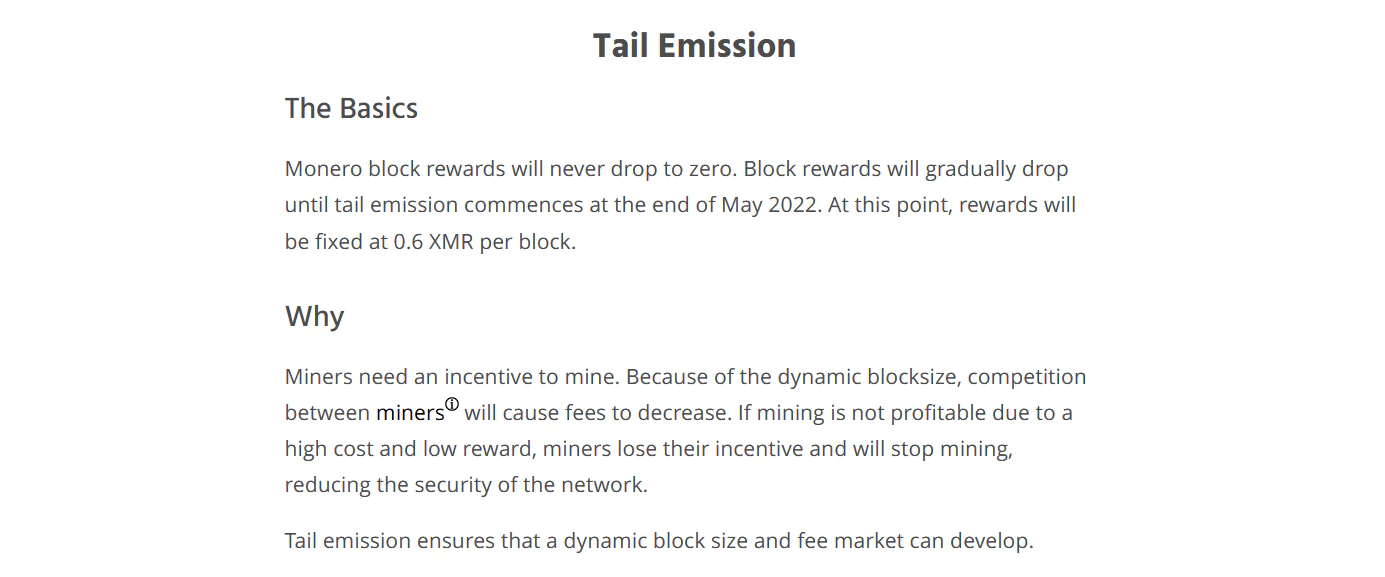 Tail Emission
The Basics
Monero block rewards will never drop to zero. Block rewards will gradually drop
until tail emission commences at the end of May 2022. At this point, rewards will
be fixed at 0.6 XMR per block.
Why
Miners need an incentive to mine. Because of the dynamic blocksize, competition
between miners will cause fees to decrease. If mining is not profitable due to a
high cost and low reward, miners lose their incentive and will stop mining,
reducing the security of the network.
Tail emission ensures that a dynamic block size and fee market can develop.